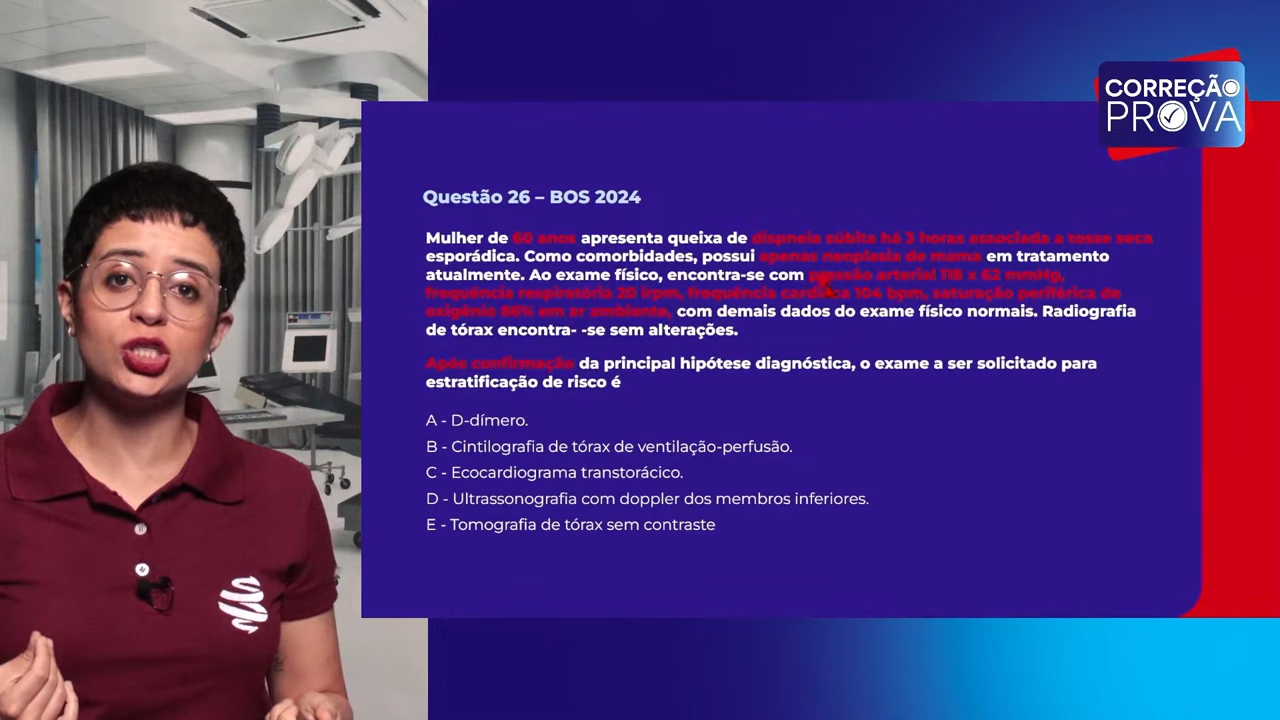 CORREÇÃO
PROVA
Questão 26 – BOS 2024
Mulher de 60 anos apresenta queixa de dispneia súbita há 3 horas associada a tosse seca
esporádica. Como comorbidades, possui apenas neoplasia de mama em tratamento
atualmente. Ao exame físico, encontra-se com pressão arterial 118 x 62 mmHg,
frequência respiratória 20 irpm, frequência cardíaca 104 bpm, saturação periférica de
oxigênio 86% em ar ambiente, com demais dados do exame físico normais. Radiografia
de tórax encontra- -se sem alterações.
Após confirmação da principal hipótese diagnóstica, o exame a ser solicitado para
estratificação de risco é
A - D-dímero.
B - Cintilografia de tórax de ventilação-perfusão.
C - Ecocardiograma transtorácico.
D - Ultrassonografia com doppler dos membros inferiores.
E - Tomografia de tórax sem contraste